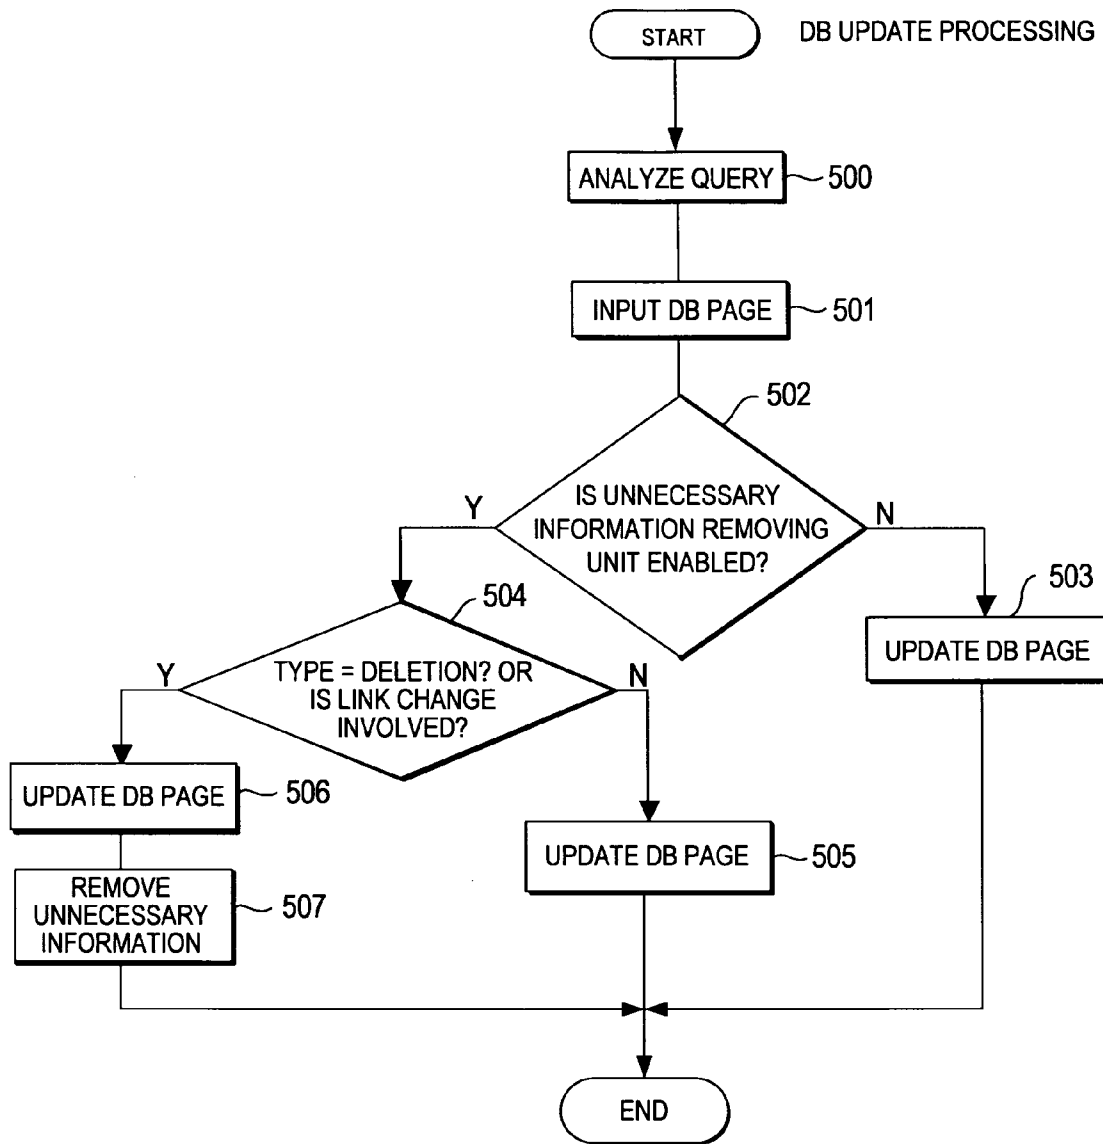 START
DB UPDATE PROCESSING
ANALYZE QUERY
500
INPUT DB PAGE
501
502
IS UNNECESSARY
INFORMATION REMOVING
UNIT ENABLED?
Y
N
503
UPDATE DB PAGE
504
TYPE = DELETION? OR
IS LINK CHANGE
INVOLVED?
Y
N
UPDATE DB PAGE
506
UPDATE DB PAGE
505
REMOVE
UNNECESSARY
INFORMATION
507
END